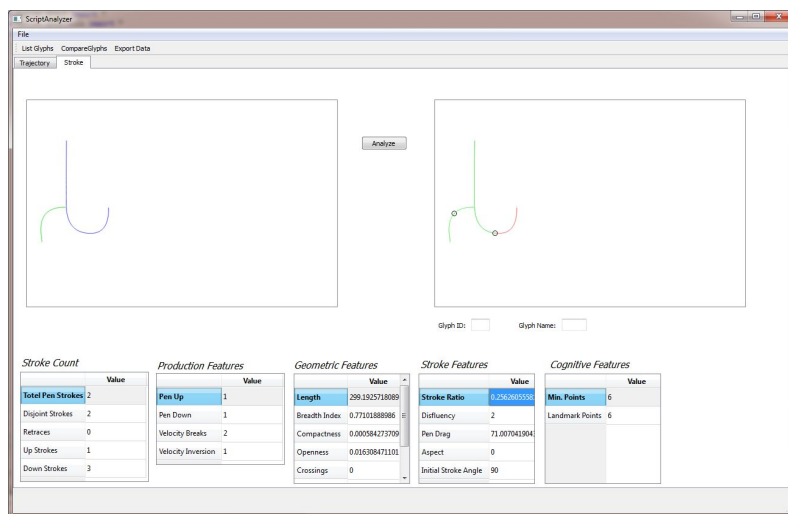 ScriptAnalyzer
File
List Glyphs CompareGlyphs Export Data
Trajectory Stroke
Analyze
Glyph ID: Glyph Name:
Stroke Count
Value
Totel Pen Strokes 2
Disjoint Strokes 2
Retraces 0
Up Strokes 1
Down Strokes 3
Production Features
Value
Pen Up 1
Pen Down 1
Velocity Breaks 2
Velocity Inversion 1
Geometric Features
Value
Length 299.1925718089
Breadth Index 0.77101888986
Compactness 0.000584273709
Openness 0.016308471101
Crossings 0
Stroke Features
Value
Stroke Ratio 0.2562605558
Disfluency 2
Pen Drag 71.007041904
Aspect 0
Initial Stroke Angle 90
Cognitive Features
Value
Min. Points 6
Landmark Points 6